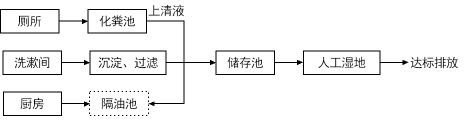 厕所
化粪池
上清液
洗漱间
沉淀、过滤
储存池
人工湿地
达标排放
厨房
隔油池